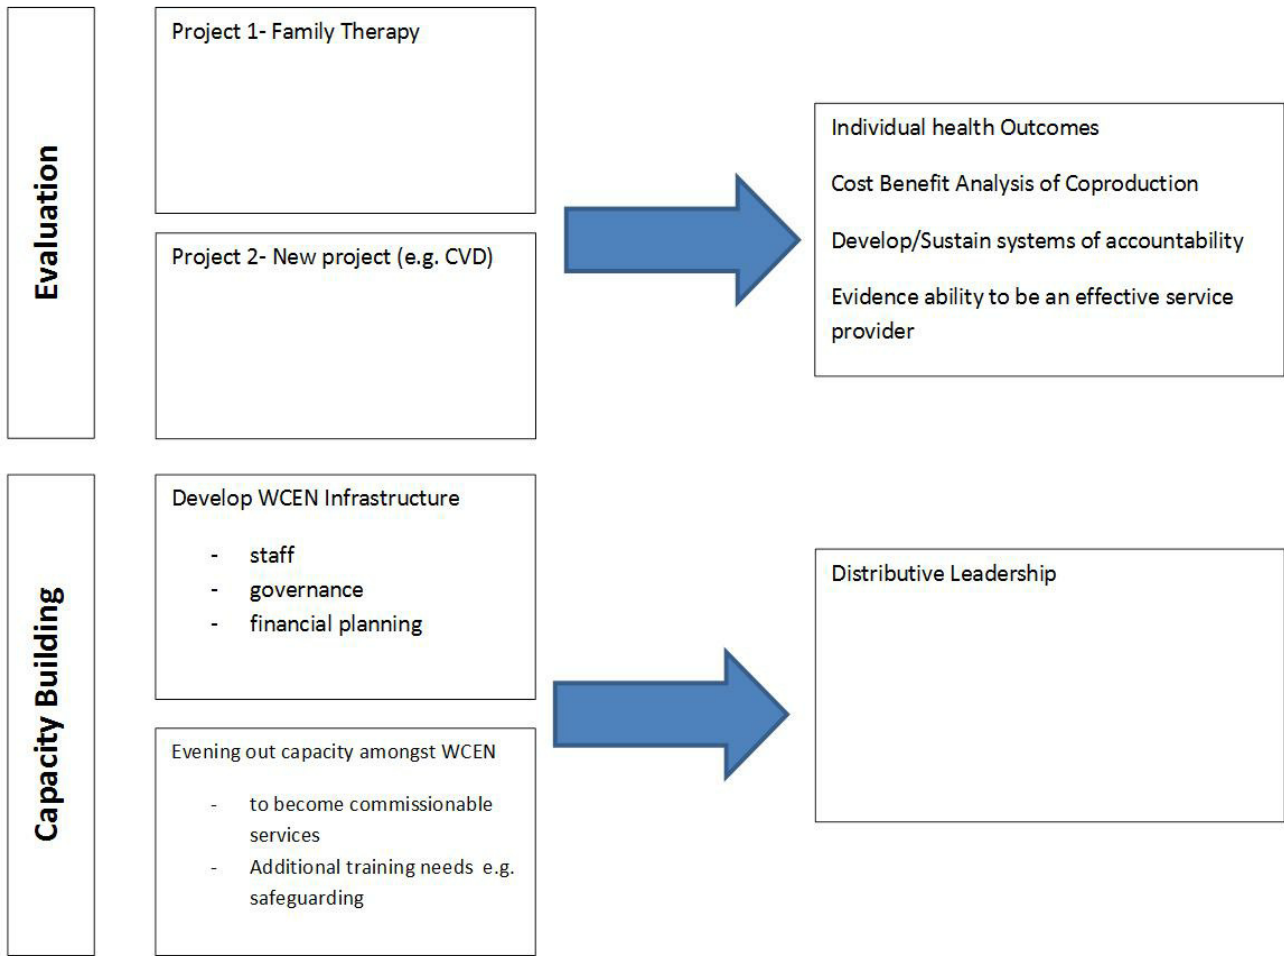 Evaluation
Project 1- Family Therapy
Project 2- New project (e.g. CVD)
Individual health Outcomes
Cost Benefit Analysis of Coproduction
Develop/Sustain systems of accountability
Evidence ability to be an effective service
provider
Capacity Building
Develop WCEN Infrastructure
- staff
- governance
- financial planning
Evening out capacity amongst WCEN
- to become commissionable
services
- Additional training needs e.g.
safeguarding
Distributive Leadership